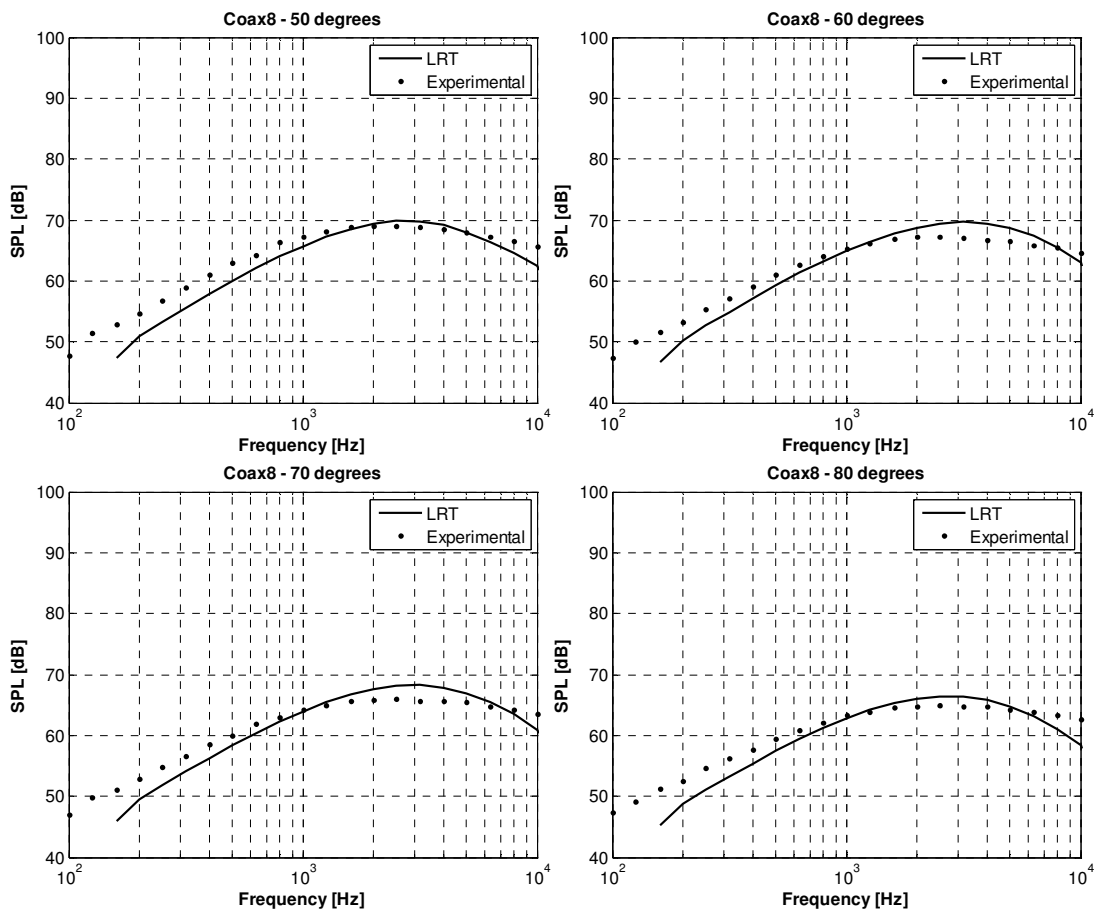 Coax8 - 50 degrees
100
90
80
70
60
50
40
SPL [dB]
LRT
Experimental
10^2
10^3
10^4
Frequency [Hz]
Coax8 - 60 degrees
100
90
80
70
60
50
40
SPL [dB]
LRT
Experimental
10^2
10^3
10^4
Frequency [Hz]
Coax8 - 70 degrees
100
90
80
70
60
50
40
SPL [dB]
LRT
Experimental
10^2
10^3
10^4
Frequency [Hz]
Coax8 - 80 degrees
100
90
80
70
60
50
40
SPL [dB]
LRT
Experimental
10^2
10^3
10^4
Frequency [Hz]